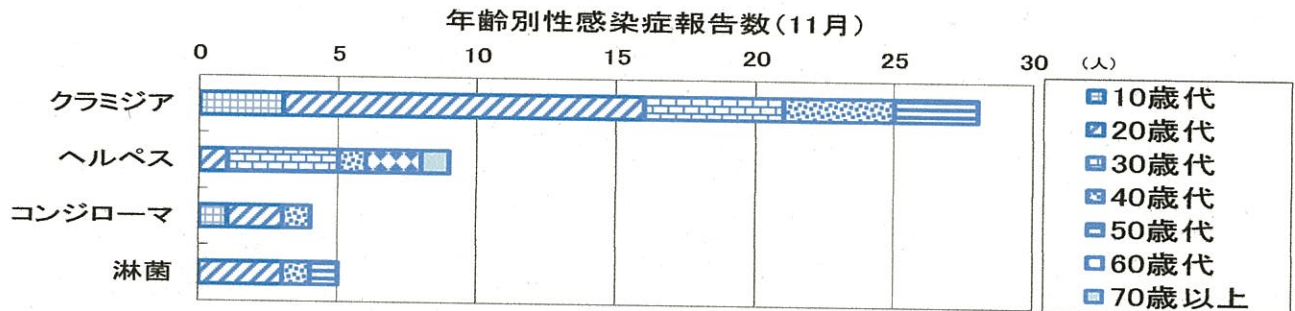 年齢別性感染症報告数(11月)
0 5 10 15 20 25 30 (人)
クラミジア
ヘルペス
コンジローマ
淋菌
10歳代
20歳代
30歳代
40歳代
50歳代
60歳代
70歳以上